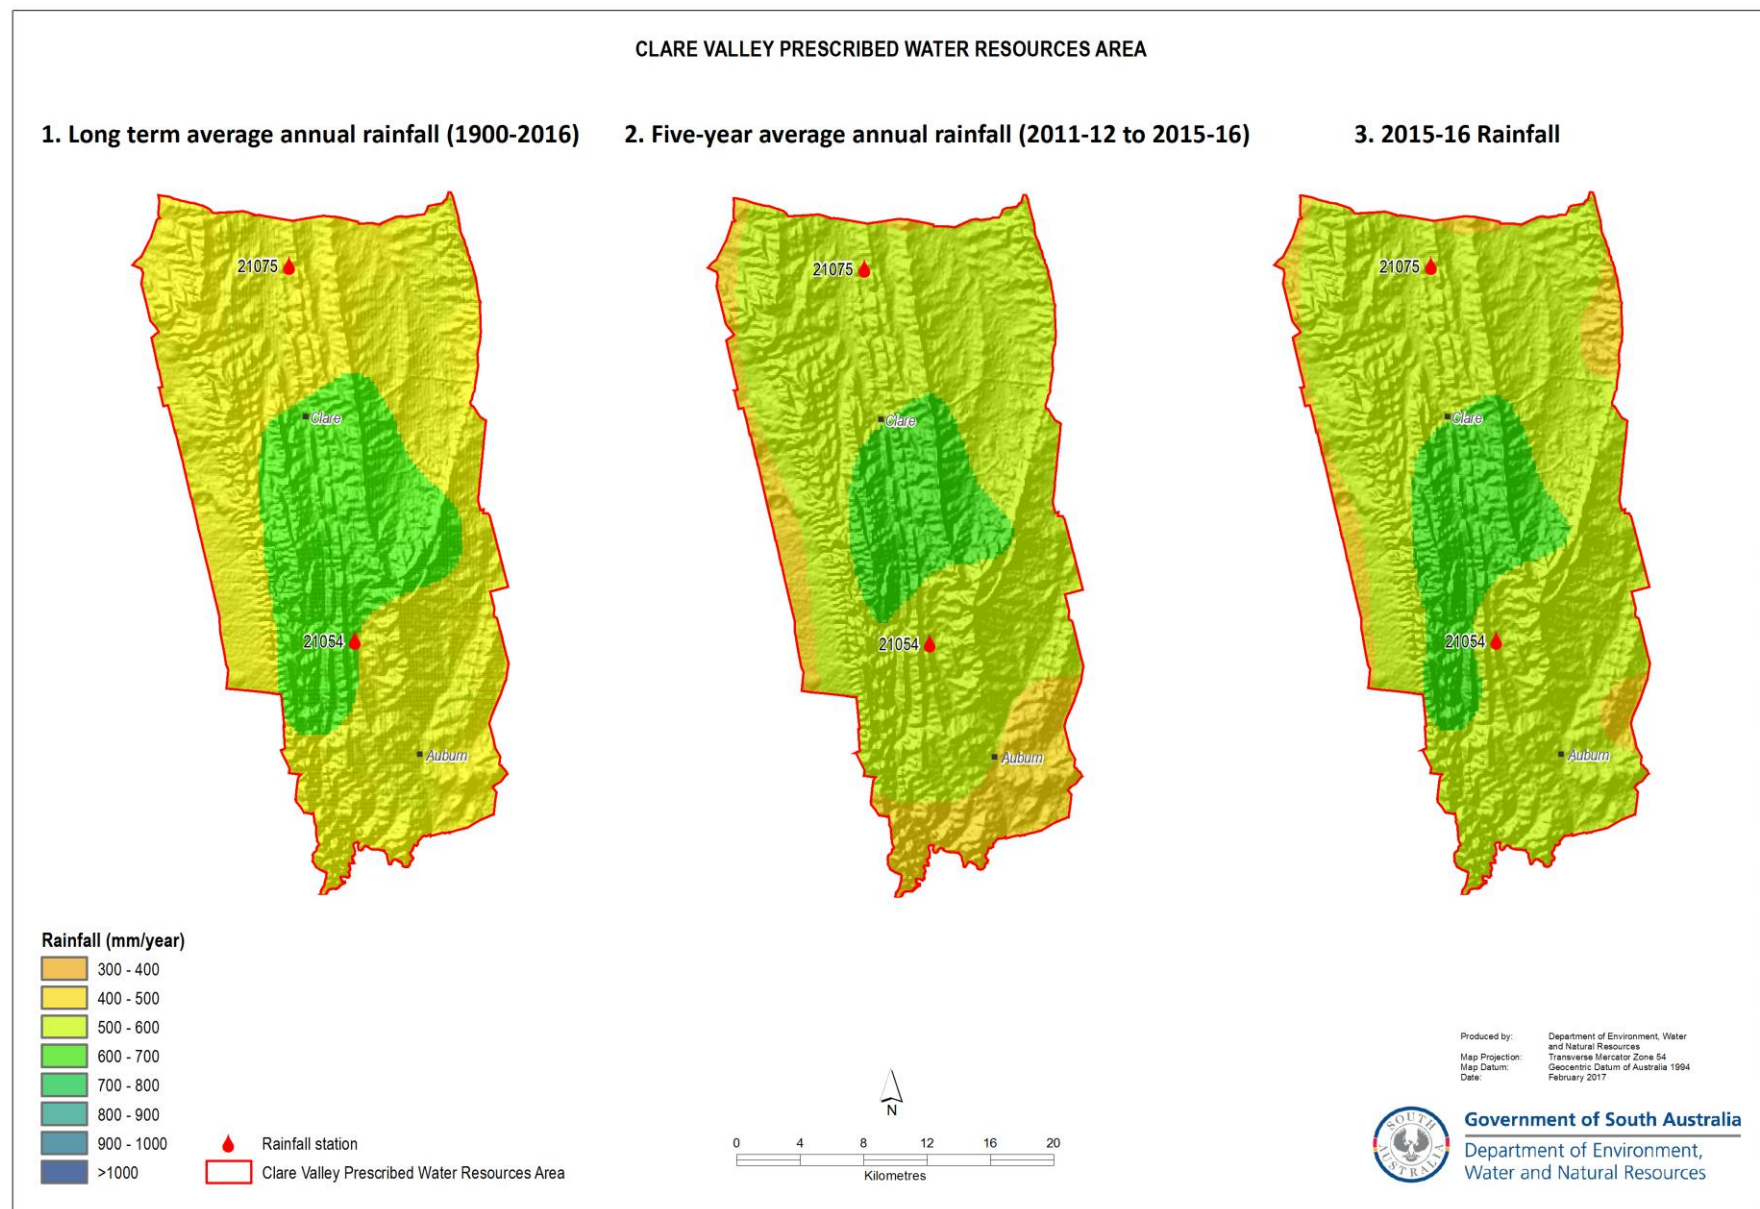 CLARE VALLEY PRESCRIBED WATER RESOURCES AREA
1. Long term average annual rainfall (1900-2016)
2. Five-year average annual rainfall (2011-12 to 2015-16)
3. 2015-16 Rainfall
21075
Clare
21054
Auburn
21075
Clare
21054
Auburn
21075
Clare
21054
Auburn
Rainfall (mm/year)
300 - 400
400 - 500
500 - 600
600 - 700
700 - 800
800 - 900
900 - 1000
>1000
Rainfall station
Clare Valley Prescribed Water Resources Area
N
0 4 8 12 16 20
Kilometres
Produced by: Department of Environment, Water
and Natural Resources
Map Projection: Transverse Mercator Zone 54
Map Datum: Geocentric Datum of Australia 1994
Date: February 2017
SOUTH
AUSTRALIA
Government of South Australia
Department of Environment,
Water and Natural Resources